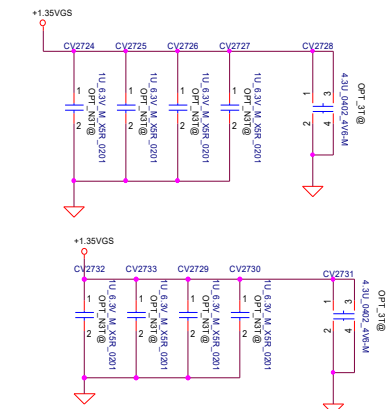 +1.35VGS
CV2724
CV2725
CV2726
CV2727
CV2728
1
2
1U_6.3V_M_X5R_0201
OPT_N3T@
1
2
1U_6.3V_M_X5R_0201
OPT_N3T@
1
2
1U_6.3V_M_X5R_0201
OPT_N3T@
1
2
1U_6.3V_M_X5R_0201
OPT_N3T@
1
3
2
4
4.3U_0402_4V6-M
OPT_3T@
+1.35VGS
CV2732
CV2733
CV2729
CV2730
CV2731
1
2
1U_6.3V_M_X5R_0201
OPT_N3T@
1
2
1U_6.3V_M_X5R_0201
OPT_N3T@
1
2
1U_6.3V_M_X5R_0201
OPT_N3T@
1
2
1U_6.3V_M_X5R_0201
OPT_N3T@
1
3
2
4
4.3U_0402_4V6-M
OPT_3T@